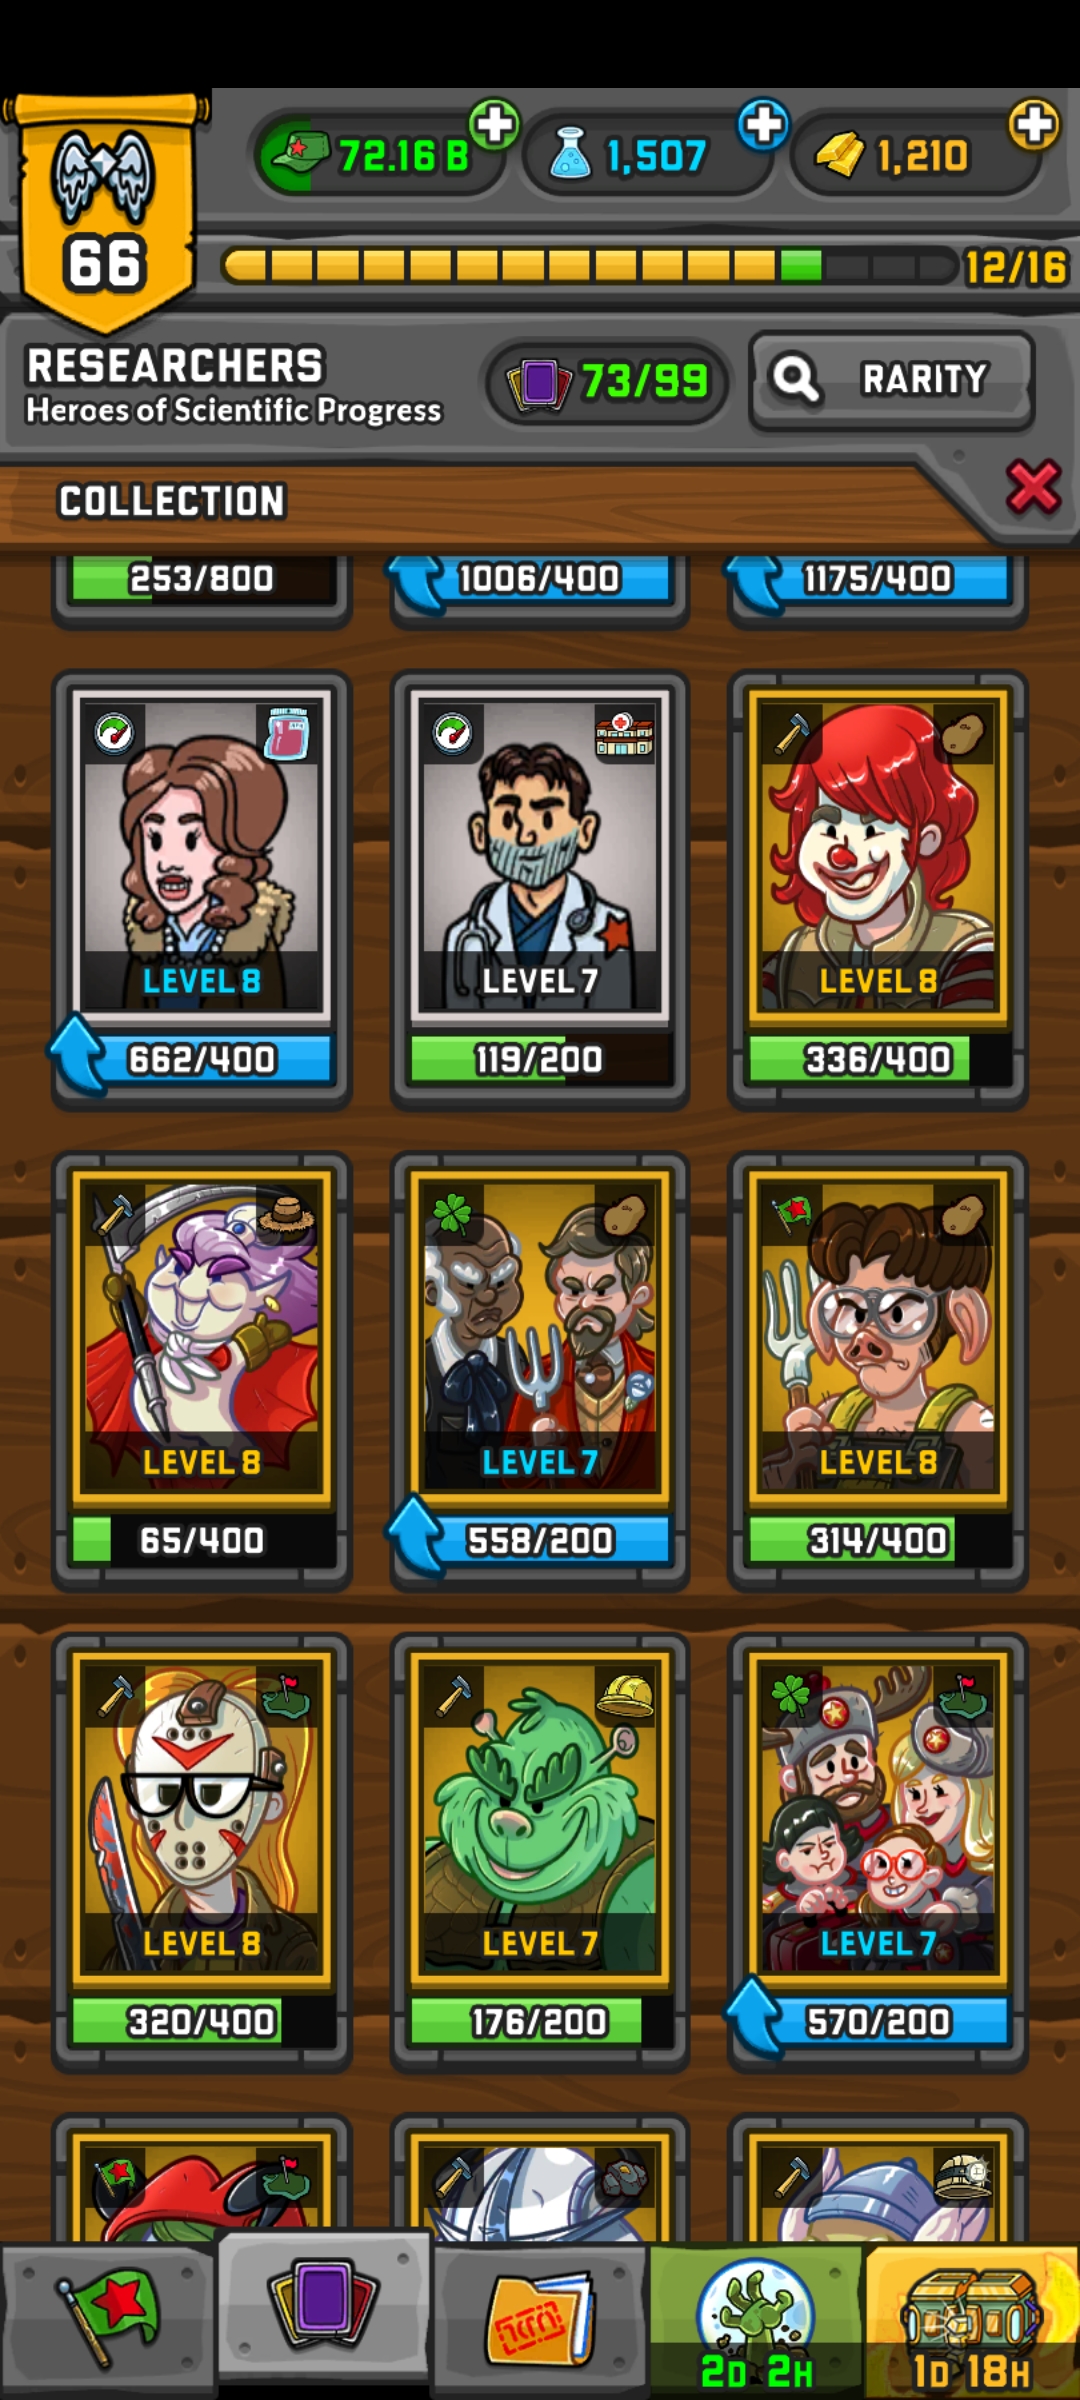 72.16 B
1,507
1,210
66
12/16
RESEARCHERS
Heroes of Scientific Progress
73/99
RARITY
COLLECTION
253/800
1006/400
1175/400
LEVEL 8
LEVEL 7
LEVEL 8
662/400
119/200
336/400
LEVEL 8
LEVEL 7
LEVEL 8
65/400
558/200
314/400
LEVEL 8
LEVEL 7
LEVEL 7
320/400
176/200
570/200
2D 2H
1D 18H